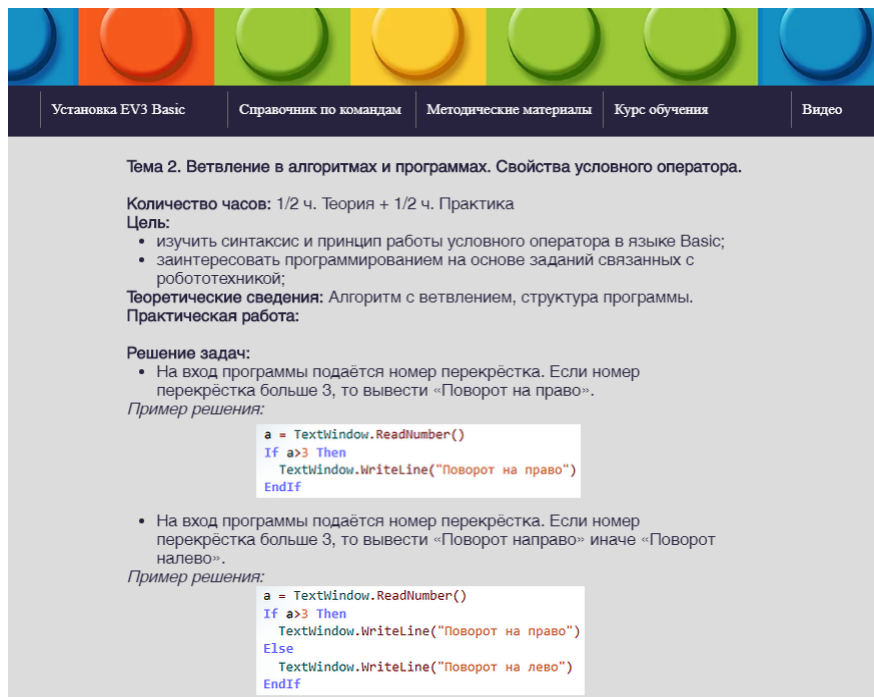 Установка EV3 Basic
Справочник по командам
Методические материалы
Курс обучения
Видео
Тема 2. Ветвление в алгоритмах и программах. Свойства условного оператора.
Количество часов: 1/2 ч. Теория + 1/2 ч. Практика
Цель:
• изучить синтаксис и принцип работы условного оператора в языке Basic;
• заинтересовать программированием на основе заданий связанных с
робототехникой;
Теоретические сведения: Алгоритм с ветвлением, структура программы.
Практическая работа:
Решение задач:
• На вход программы подаётся номер перекрёстка. Если номер
перекрёстка больше 3, то вывести «Поворот на право».
Пример решения:
a = TextWindow.ReadNumber()
If a>3 Then
TextWindow.WriteLine("Поворот на право")
EndIf
• На вход программы подаётся номер перекрёстка. Если номер
перекрёстка больше 3, то вывести «Поворот направо» иначе «Поворот
налево».
Пример решения:
a = TextWindow.ReadNumber()
If a>3 Then
TextWindow.WriteLine("Поворот на право")
Else
TextWindow.WriteLine("Поворот на лево")
EndIf